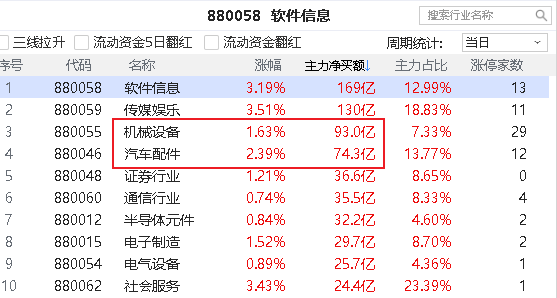 880058 软件信息
搜索行业名称
三线拉升 流动资金5日翻红 流动资金翻红 周期统计: 当日
序号 代码 名称 涨幅 主力净买额↓ 主力占比 涨停家数
1 880058 软件信息 3.19% 169亿 12.99% 13
2 880059 传媒娱乐 3.51% 130亿 18.83% 11
3 880055 机械设备 1.63% 93.0亿 7.33% 29
4 880046 汽车配件 2.39% 74.3亿 13.77% 12
5 880048 证券行业 1.21% 36.6亿 8.65% 0
6 880060 通信行业 0.74% 35.5亿 8.33% 4
7 880012 半导体元件 0.84% 32.2亿 4.60% 2
8 880015 电子制造 1.52% 29.7亿 8.70% 2
9 880054 电气设备 0.89% 25.7亿 4.36% 1
10 880062 社会服务 3.43% 24.4亿 23.39% 1